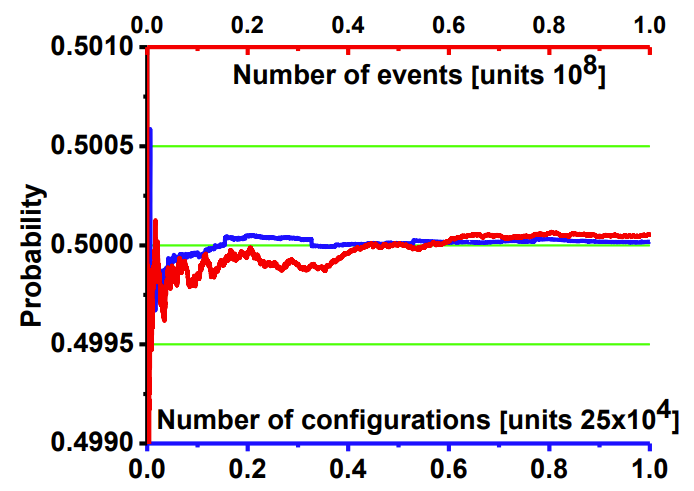 0.0 0.2 0.4 0.6 0.8 1.0
0.5010
Number of events [units 10⁸]
0.5005
0.5000
Probability
0.4995
Number of configurations [units 25x10⁴]
0.4990
0.0 0.2 0.4 0.6 0.8 1.0